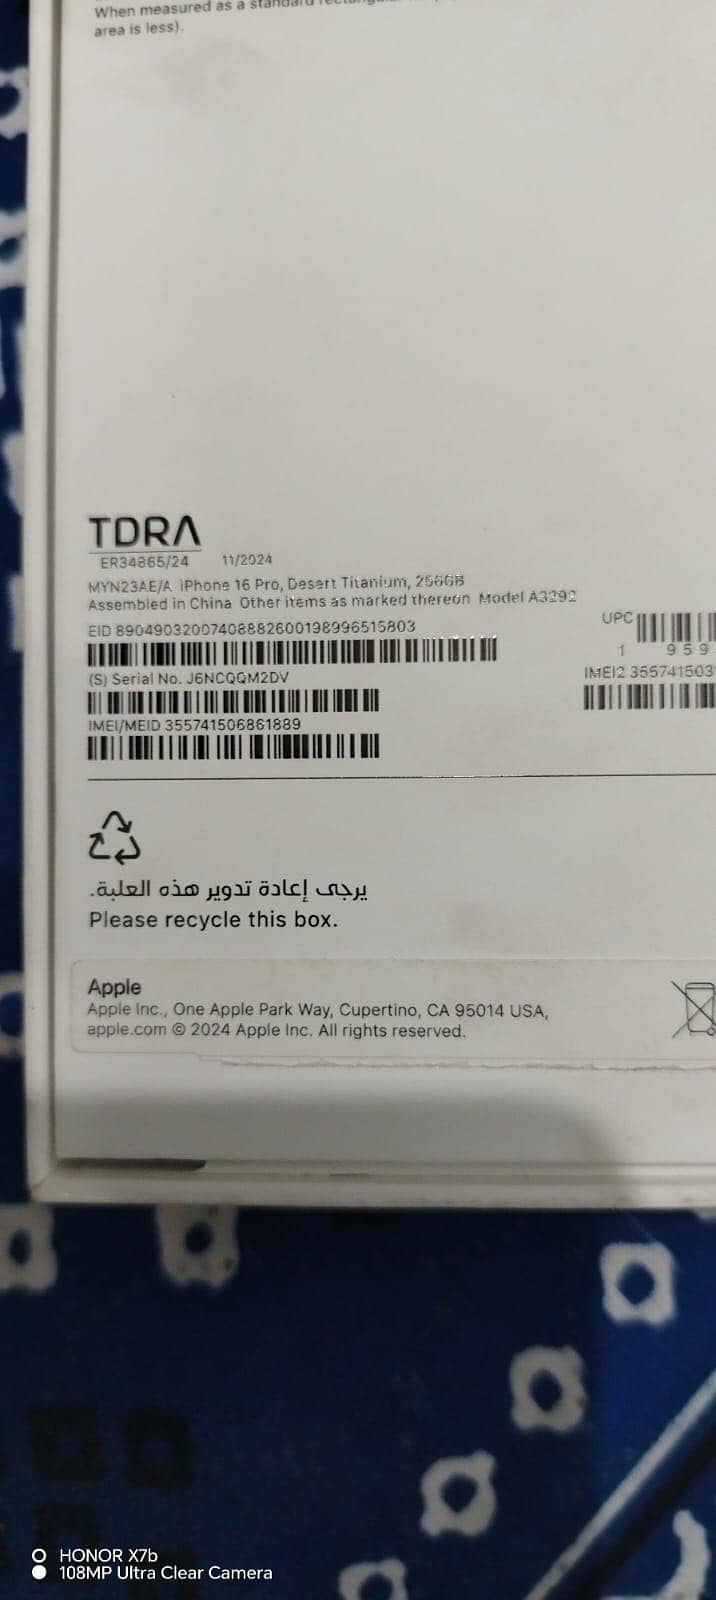 When measured as a standard
area is less).
TDRA
ER34865/24 11/2024
MYN23AE/A iPhone 16 Pro, Desert Titanium, 256GB
Assembled in China Other items as marked thereon Model A3292
EID 89049032007408882600198996515803
UPC
1 959
(S) Serial No. J6NCQQM2DV
IMEI2 355741503
IMEI/MEID 355741506861889
يرجى إعادة تدوير هذه العلبة.
Please recycle this box.
Apple
Apple Inc., One Apple Park Way, Cupertino, CA 95014 USA,
apple.com © 2024 Apple Inc. All rights reserved.
HONOR X7b
108MP Ultra Clear Camera